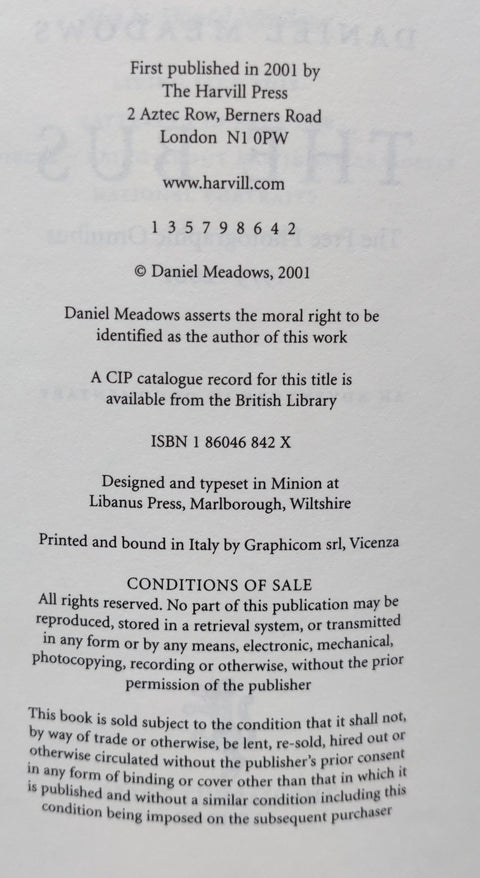 First published in 2001 by
The Harvill Press
2 Aztec Row, Berners Road
London N1 0PW
www.harvill.com
1 3 5 7 9 8 6 4 2
© Daniel Meadows, 2001
Daniel Meadows asserts the moral right to be
identified as the author of this work
A CIP catalogue record for this title is
available from the British Library
ISBN 1 86046 842 X
Designed and typeset in Minion at
Libanus Press, Marlborough, Wiltshire
Printed and bound in Italy by Graphicom srl, Vicenza
CONDITIONS OF SALE
All rights reserved. No part of this publication may be
reproduced, stored in a retrieval system, or transmitted
in any form or by any means, electronic, mechanical,
photocopying, recording or otherwise, without the prior
permission of the publisher
This book is sold subject to the condition that it shall not,
by way of trade or otherwise, be lent, re-sold, hired out or
otherwise circulated without the publisher's prior consent
in any form of binding or cover other than that in which it
is published and without a similar condition including this
condition being imposed on the subsequent purchaser